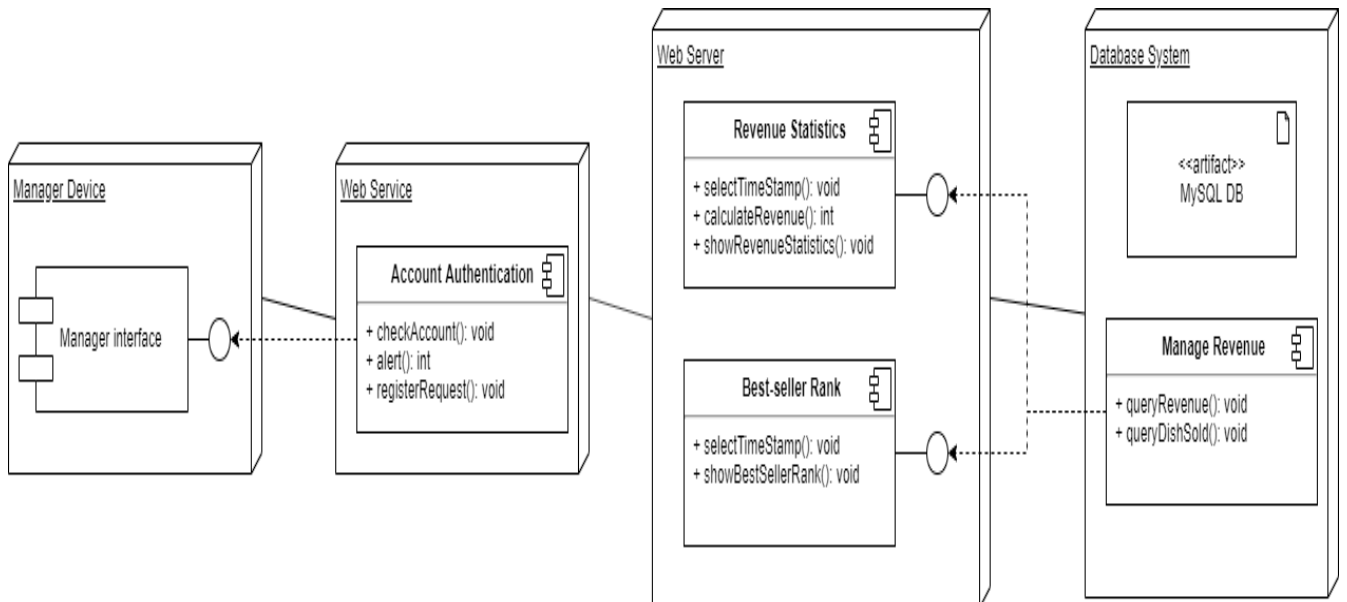 Manager Device
Manager interface
Web Service
Account Authentication
+ checkAccount(): void
+ alert(): int
+ registerRequest(): void
Web Server
Revenue Statistics
+ selectTimeStamp(): void
+ calculateRevenue(): int
+ showRevenueStatistics(): void
Best-seller Rank
+ selectTimeStamp(): void
+ showBestSellerRank(): void
Database System
<<artifact>>
MySQL DB
Manage Revenue
+ queryRevenue(): void
+ queryDishSold(): void